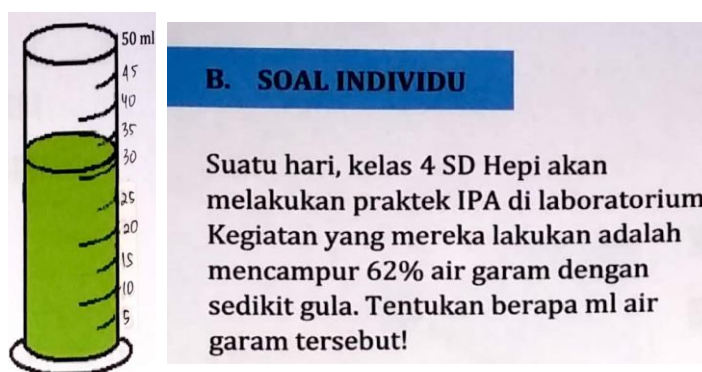 50 ml
45
40
35
30
25
20
15
10
5
B. SOAL INDIVIDU
Suatu hari, kelas 4 SD Hepi akan
melakukan praktek IPA di laboratorium
Kegiatan yang mereka lakukan adalah
mencampur 62% air garam dengan
sedikit gula. Tentukan berapa ml air
garam tersebut!